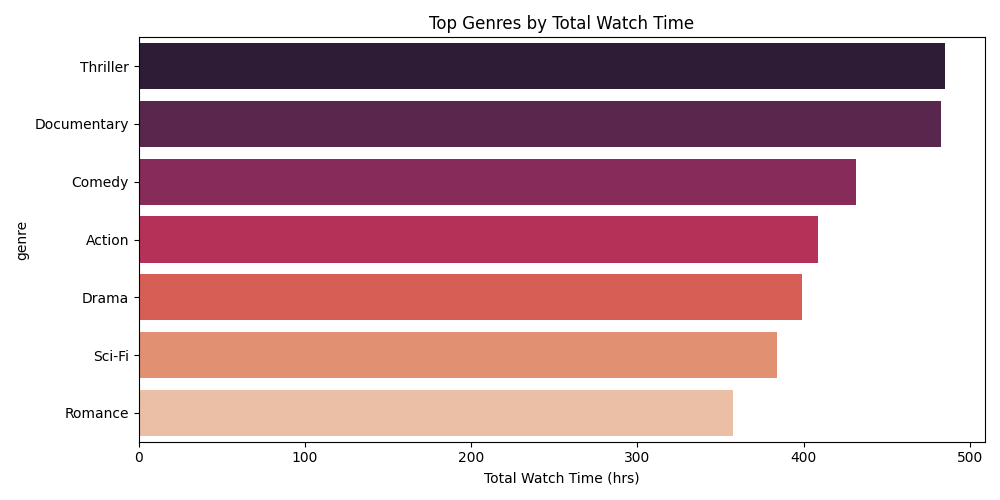 Top Genres by Total Watch Time
Thriller
Documentary
Comedy
Action
Drama
Sci-Fi
Romance
genre
0 100 200 300 400 500
Total Watch Time (hrs)